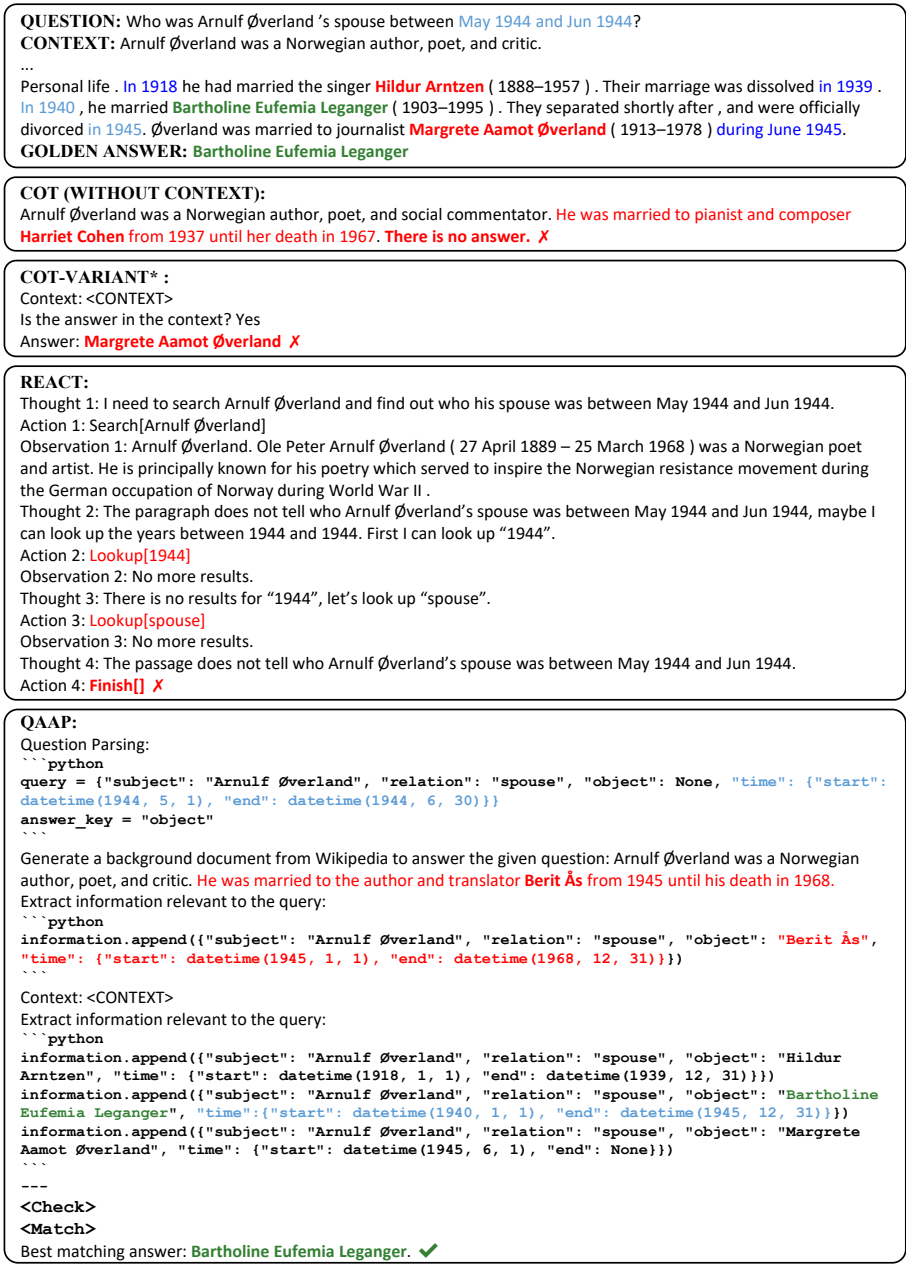 QUESTION: Who was Arnulf Øverland ’s spouse between May 1944 and Jun 1944?
CONTEXT: Arnulf Øverland was a Norwegian author, poet, and critic.
...
Personal life . In 1918 he had married the singer Hildur Arntzen ( 1888–1957 ) . Their marriage was dissolved in 1939 .
In 1940 , he married Bartholine Eufemia Leganger ( 1903–1995 ) . They separated shortly after , and were officially
divorced in 1945. Øverland was married to journalist Margrete Aamot Øverland ( 1913–1978 ) during June 1945.
GOLDEN ANSWER: Bartholine Eufemia Leganger
COT (WITHOUT CONTEXT):
Arnulf Øverland was a Norwegian author, poet, and social commentator. He was married to pianist and composer
Harriet Cohen from 1937 until her death in 1967. There is no answer. ✗
COT-VARIANT* :
Context: <CONTEXT>
Is the answer in the context? Yes
Answer: Margrete Aamot Øverland ✗
REACT:
Thought 1: I need to search Arnulf Øverland and find out who his spouse was between May 1944 and Jun 1944.
Action 1: Search[Arnulf Øverland]
Observation 1: Arnulf Øverland. Ole Peter Arnulf Øverland ( 27 April 1889 – 25 March 1968 ) was a Norwegian poet
and artist. He is principally known for his poetry which served to inspire the Norwegian resistance movement during
the German occupation of Norway during World War II .
Thought 2: The paragraph does not tell who Arnulf Øverland’s spouse was between May 1944 and Jun 1944, maybe I
can look up the years between 1944 and 1944. First I can look up “1944”.
Action 2: Lookup[1944]
Observation 2: No more results.
Thought 3: There is no results for “1944”, let’s look up “spouse”.
Action 3: Lookup[spouse]
Observation 3: No more results.
Thought 4: The passage does not tell who Arnulf Øverland’s spouse was between May 1944 and Jun 1944.
Action 4: Finish[] ✗
QAAP:
Question Parsing:
```python
query = {"subject": "Arnulf Øverland", "relation": "spouse", "object": None, "time": {"start":
datetime(1944, 5, 1), "end": datetime(1944, 6, 30)}}
answer_key = "object"
```
Generate a background document from Wikipedia to answer the given question: Arnulf Øverland was a Norwegian
author, poet, and critic. He was married to the author and translator Berit Ås from 1945 until his death in 1968.
Extract information relevant to the query:
```python
information.append({"subject": "Arnulf Øverland", "relation": "spouse", "object": "Berit Ås",
"time": {"start": datetime(1945, 1, 1), "end": datetime(1968, 12, 31)}})
```
Context: <CONTEXT>
Extract information relevant to the query:
```python
information.append({"subject": "Arnulf Øverland", "relation": "spouse", "object": "Hildur
Arntzen", "time": {"start": datetime(1918, 1, 1), "end": datetime(1939, 12, 31)}})
information.append({"subject": "Arnulf Øverland", "relation": "spouse", "object": "Bartholine
Eufemia Leganger", "time":{"start": datetime(1940, 1, 1), "end": datetime(1945, 12, 31)}})
information.append({"subject": "Arnulf Øverland", "relation": "spouse", "object": "Margrete
Aamot Øverland", "time": {"start": datetime(1945, 6, 1), "end": None}})
```
---
<Check>
<Match>
Best matching answer: Bartholine Eufemia Leganger. ✔